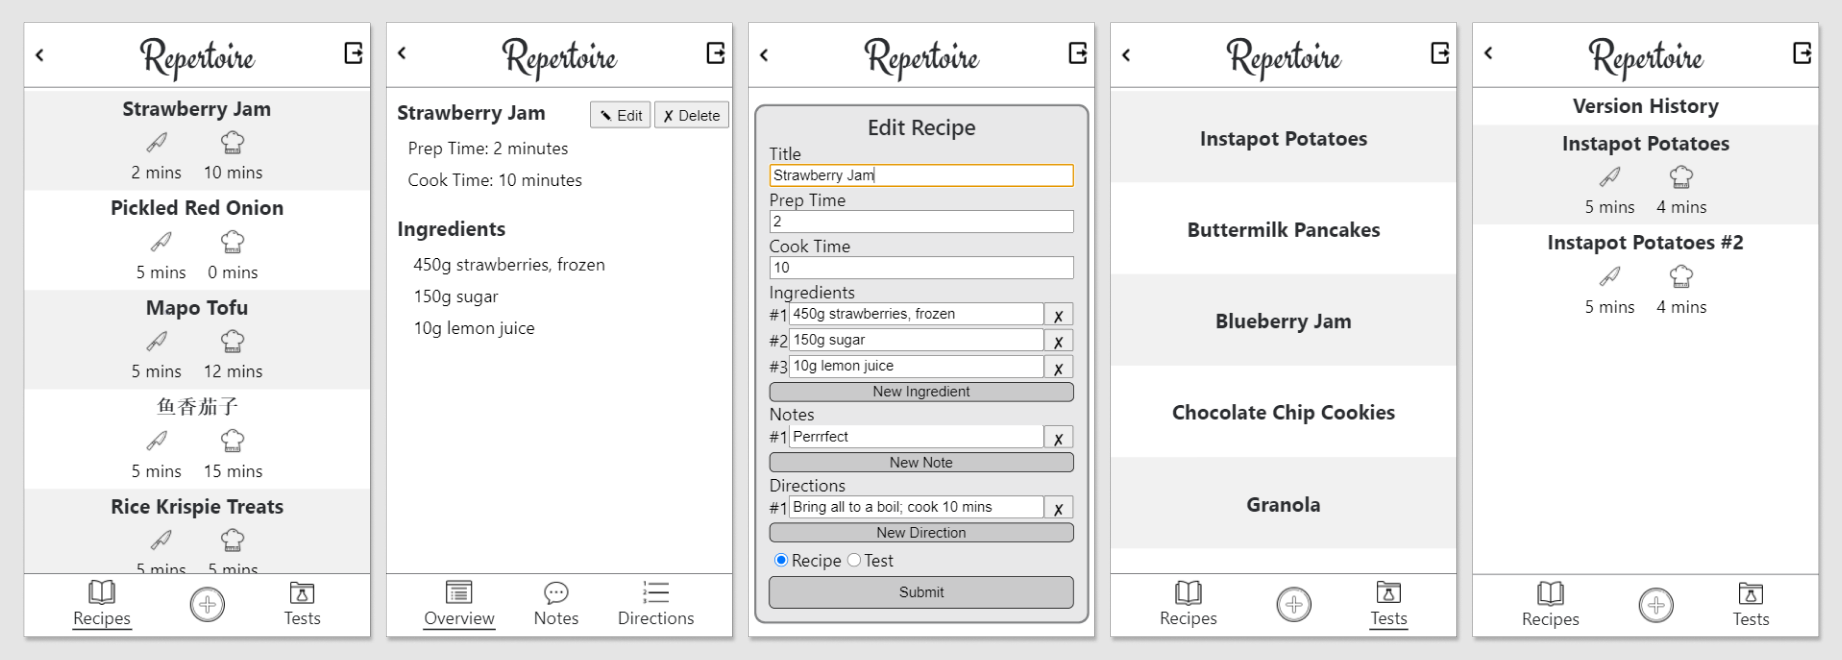 Repertoire
Strawberry Jam
2 mins 10 mins
Pickled Red Onion
5 mins 0 mins
Mapo Tofu
5 mins 12 mins
鱼香茄子
5 mins 15 mins
Rice Krispie Treats
5 mins 5 mins
Recipes Tests
Repertoire
Strawberry Jam Edit ✗ Delete
Prep Time: 2 minutes
Cook Time: 10 minutes
Ingredients
450g strawberries, frozen
150g sugar
10g lemon juice
Overview Notes Directions
Repertoire
Edit Recipe
Title
Strawberry Jam
Prep Time
2
Cook Time
10
Ingredients
#1 450g strawberries, frozen ✗
#2 150g sugar ✗
#3 10g lemon juice ✗
New Ingredient
Notes
#1 Perrrfect ✗
New Note
Directions
#1 Bring all to a boil; cook 10 mins ✗
New Direction
Recipe Test
Submit
Repertoire
Instapot Potatoes
Buttermilk Pancakes
Blueberry Jam
Chocolate Chip Cookies
Granola
Recipes Tests
Repertoire
Version History
Instapot Potatoes
5 mins 4 mins
Instapot Potatoes #2
5 mins 4 mins
Recipes Tests